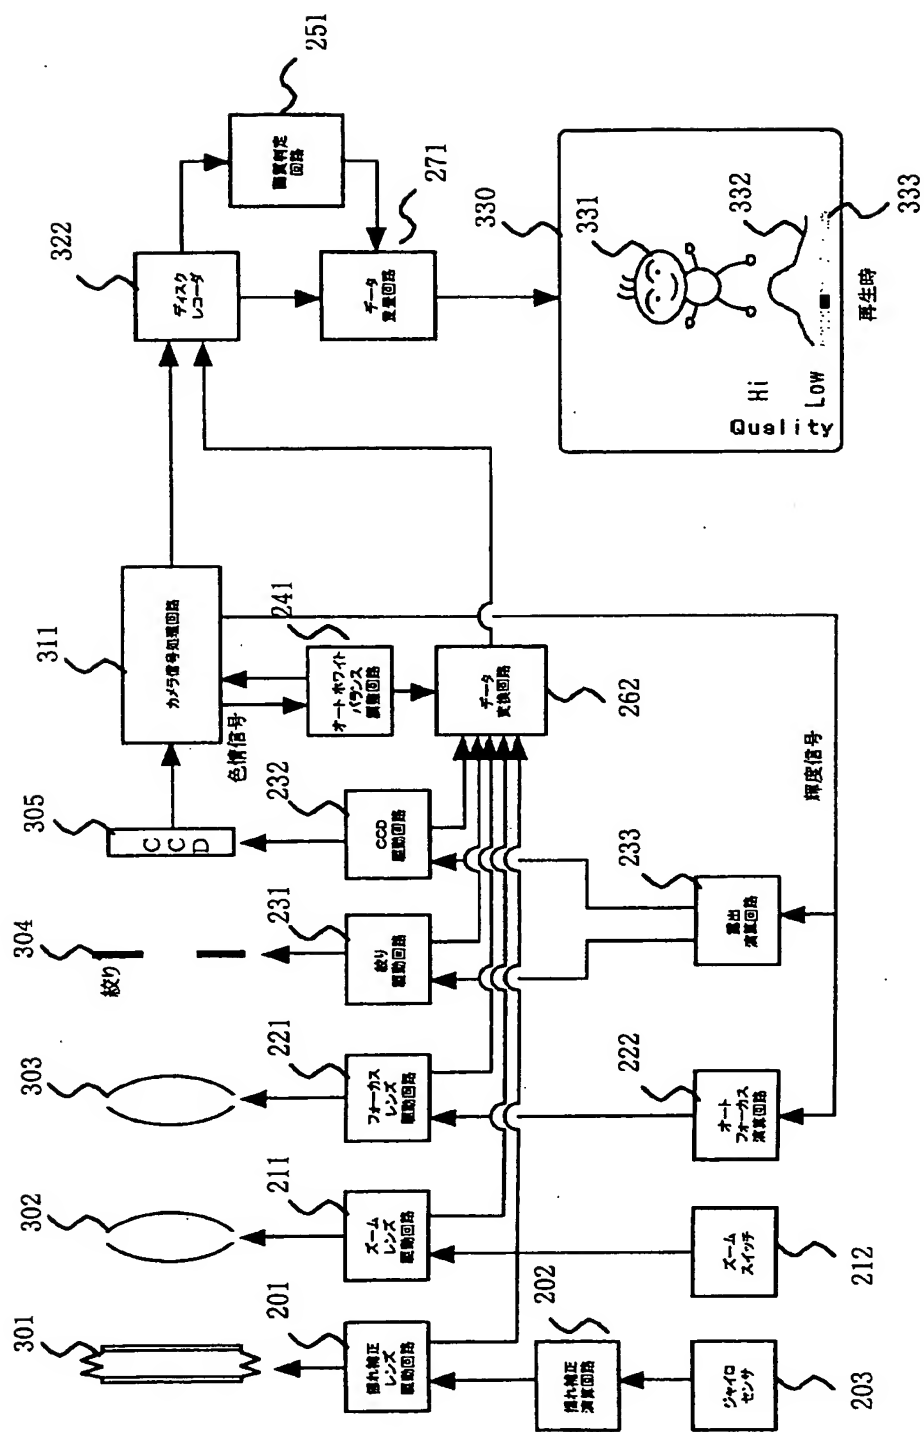 301
302
303
304
305
311
322
絞り
CCD
カメラ信号処理回路
ディスク
レコーダ
251
色情信号
画質判定
回路
201
211
221
231
232
241
オートホワイト
バランス
調整回路
データ
重畳回路
271
揺れ補正
レンズ
駆動回路
ズーム
レンズ
駆動回路
フォーカス
レンズ
駆動回路
絞り
駆動回路
CCD
駆動回路
データ
変換回路
330
202
262
331
揺れ補正
演算回路
222
233
332
ジャイロ
センサ
ズーム
スイッチ
オート
フォーカス
演算回路
露出
演算回路
Hi
Quality
Low
333
203
212
輝度信号
再生時